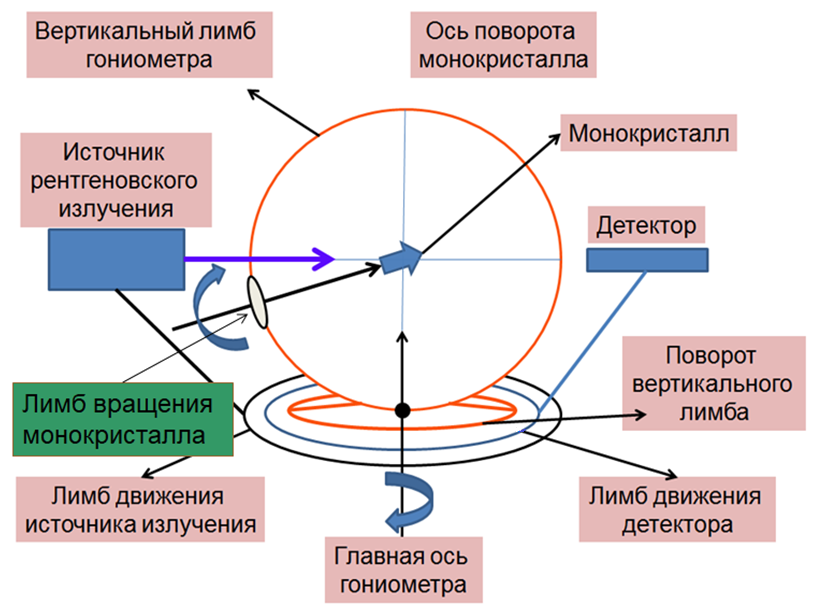 Вертикальный лимб
гониометра
Ось поворота
монокристалла
Монокристалл
Источник
рентгеновского
излучения
Детектор
Поворот
вертикального
лимба
Лимб вращения
монокристалла
Лимб движения
источника излучения
Лимб движения
детектора
Главная ось
гониометра